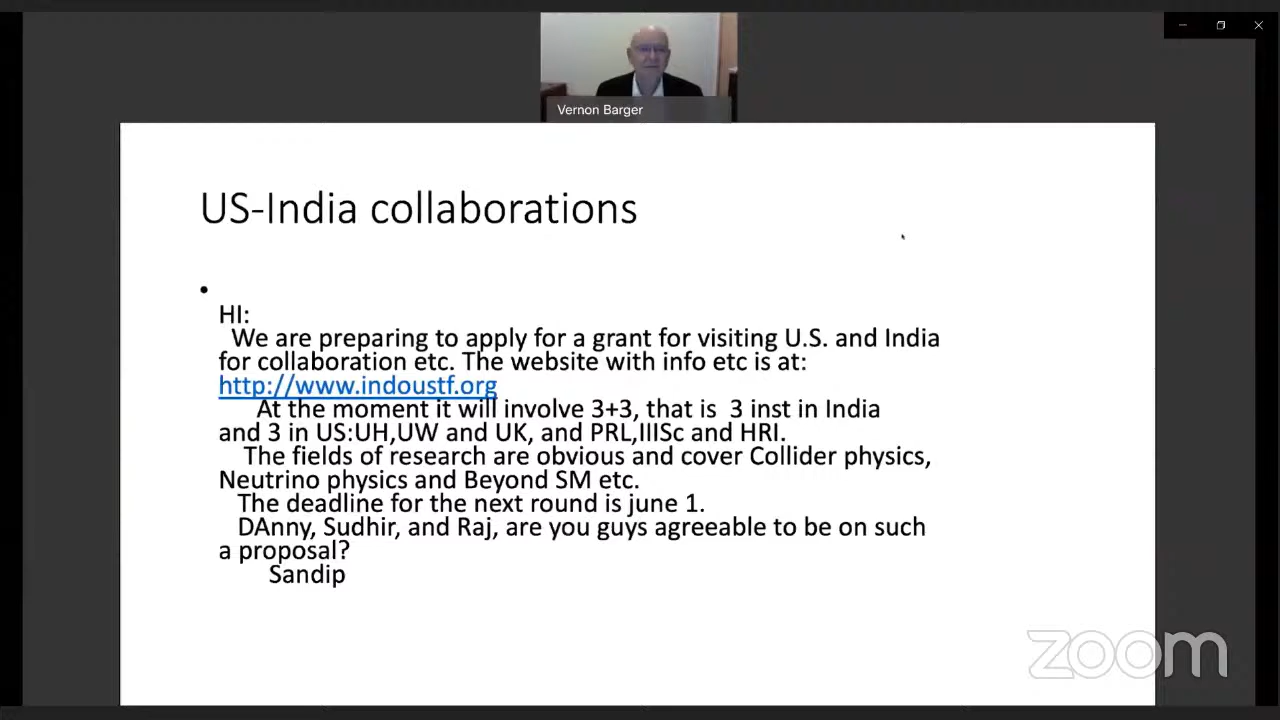 Vernon Barger
US-India collaborations
•
HI:
We are preparing to apply for a grant for visiting U.S. and India
for collaboration etc. The website with info etc is at:
http://www.indoustf.org
At the moment it will involve 3+3, that is 3 inst in India
and 3 in US:UH,UW and UK, and PRL,IIISc and HRI.
The fields of research are obvious and cover Collider physics,
Neutrino physics and Beyond SM etc.
The deadline for the next round is june 1.
DAnny, Sudhir, and Raj, are you guys agreeable to be on such
a proposal?
Sandip
zoom